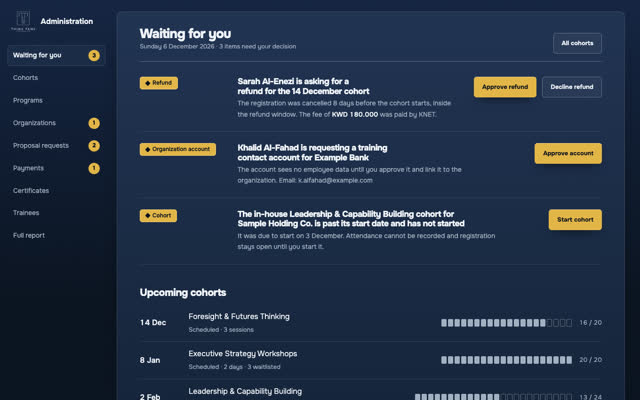 THINK TANK
Administration
Waiting for you 3
Cohorts
Programs
Organizations 1
Proposal requests 2
Payments 1
Certificates
Trainees
Full report
Waiting for you
Sunday 6 December 2026 · 3 items need your decision
All cohorts
Refund
Sarah Al-Enezi is asking for a
refund for the 14 December cohort
The registration was cancelled 8 days before the cohort starts, inside
the refund window. The fee of KWD 180.000 was paid by KNET.
Approve refund
Decline refund
Organization account
Khalid Al-Fahad is requesting a training
contact account for Example Bank
The account sees no employee data until you approve it and link it to the
organization. Email: k.alfahad@example.com
Approve account
Cohort
The in-house Leadership & Capability Building cohort for
Sample Holding Co. is past its start date and has not started
It was due to start on 3 December. Attendance cannot be recorded and registration
stays open until you start it.
Start cohort
Upcoming cohorts
14 Dec
Foresight & Futures Thinking
Scheduled · 3 sessions
16 / 20
8 Jan
Executive Strategy Workshops
Scheduled · 2 days · 3 waitlisted
20 / 20
2 Feb
Leadership & Capability Building
13 / 24